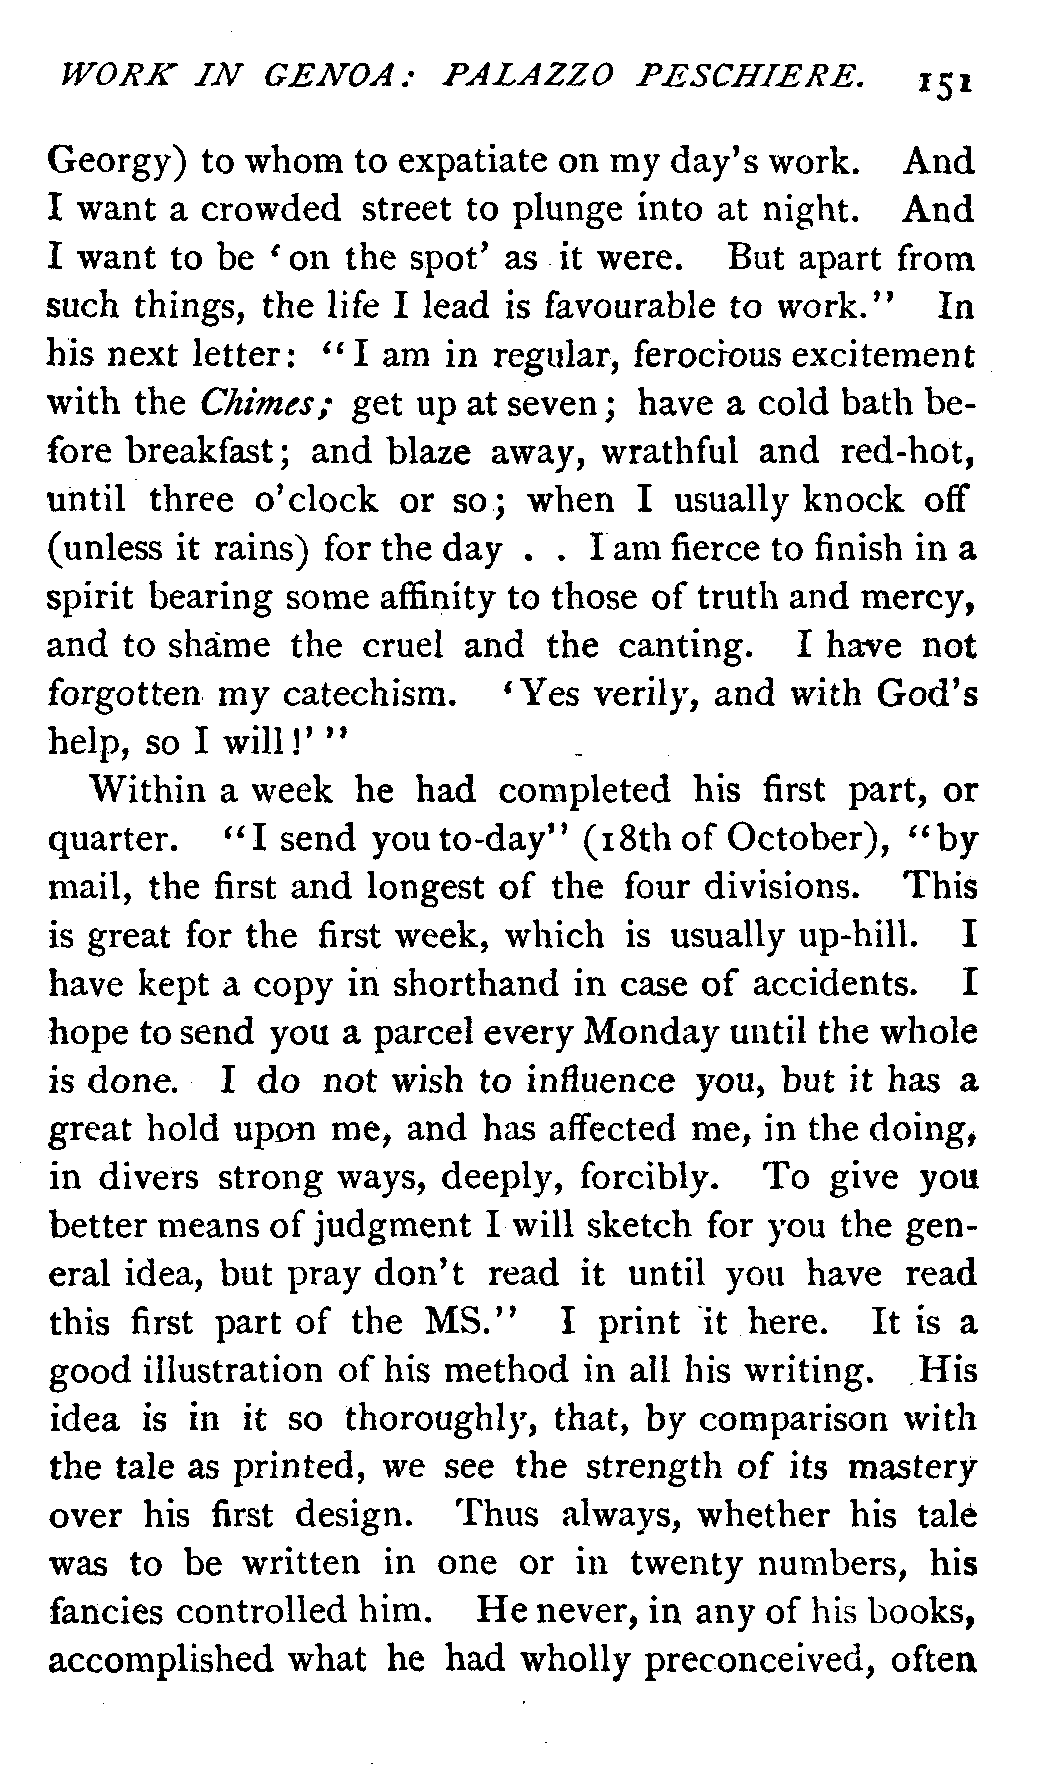 WORK IN GENOA: PALAZZO PESCHIERE. 151
Georgy) to whom to expatiate on my day's work. And
I want a crowded street to plunge into at night. And
I want to be 'on the spot' as it were. But apart from
such things, the life I lead is favourable to work." In
his next letter: "I am in regular, ferocious excitement
with the Chimes; get up at seven; have a cold bath be-
fore breakfast; and blaze away, wrathful and red-hot,
until three o'clock or so; when I usually knock off
(unless it rains) for the day . . I am fierce to finish in a
spirit bearing some affinity to those of truth and mercy,
and to shame the cruel and the canting. I have not
forgotten my catechism. 'Yes verily, and with God's
help, so I will!' "
Within a week he had completed his first part, or
quarter. "I send you to-day" (18th of October), "by
mail, the first and longest of the four divisions. This
is great for the first week, which is usually up-hill. I
have kept a copy in shorthand in case of accidents. I
hope to send you a parcel every Monday until the whole
is done. I do not wish to influence you, but it has a
great hold upon me, and has affected me, in the doing,
in divers strong ways, deeply, forcibly. To give you
better means of judgment I will sketch for you the gen-
eral idea, but pray don't read it until you have read
this first part of the MS." I print it here. It is a
good illustration of his method in all his writing. His
idea is in it so thoroughly, that, by comparison with
the tale as printed, we see the strength of its mastery
over his first design. Thus always, whether his tale
was to be written in one or in twenty numbers, his
fancies controlled him. He never, in any of his books,
accomplished what he had wholly preconceived, often